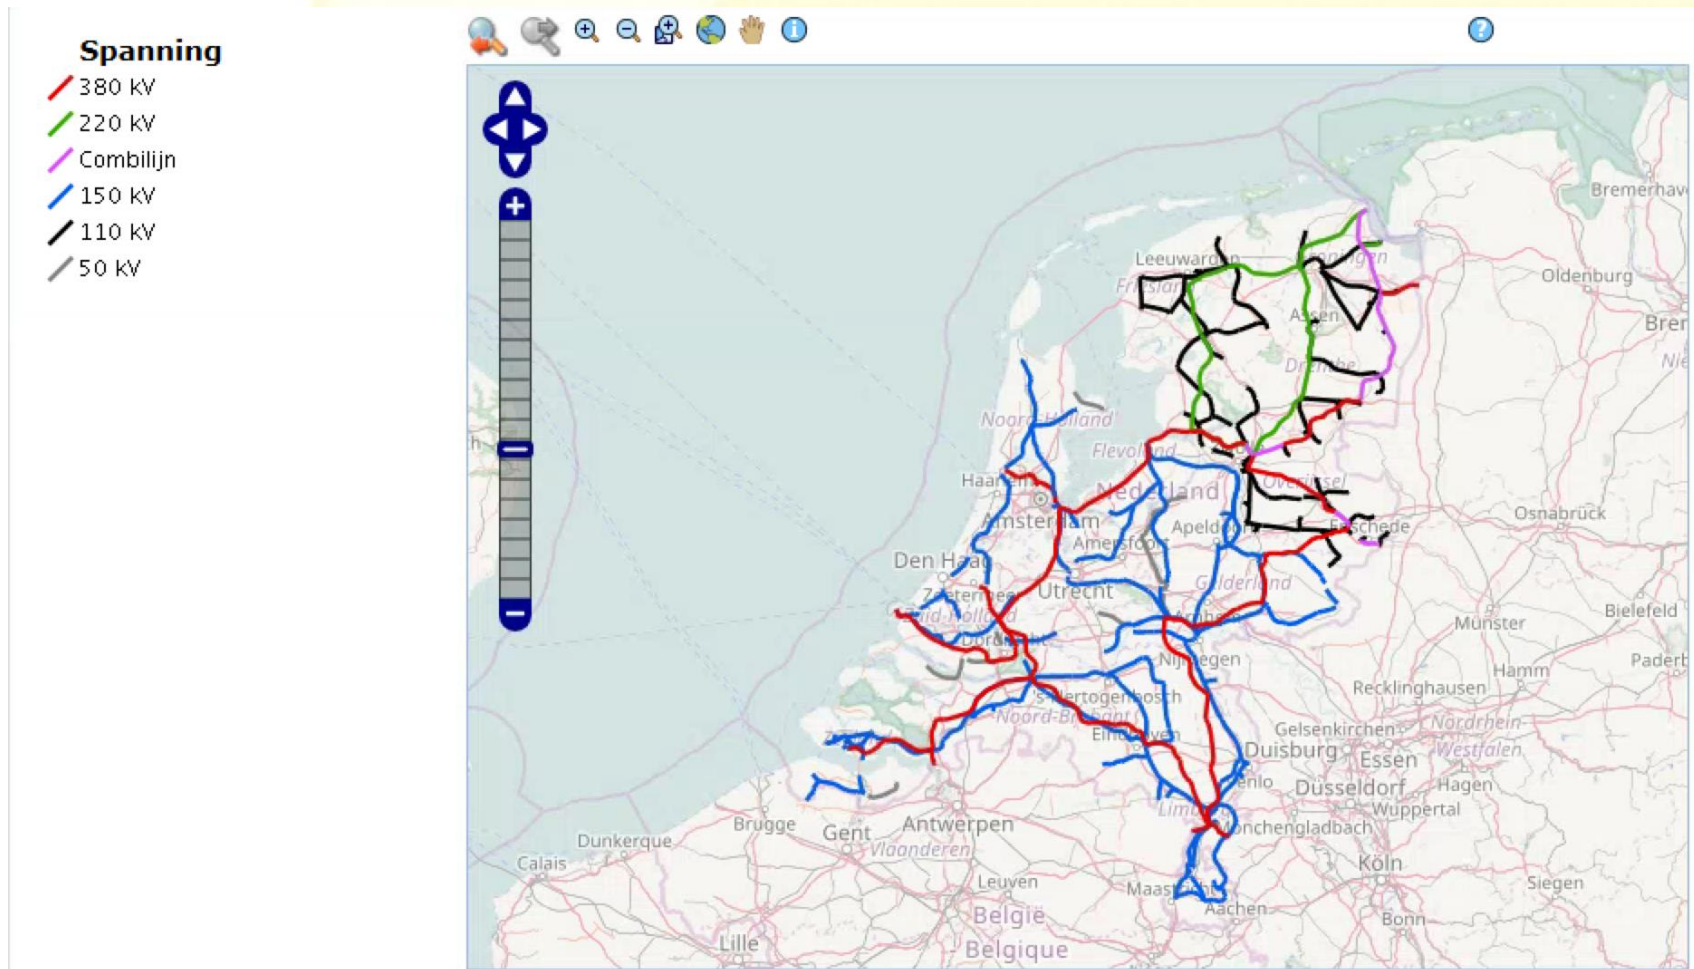 Spanning
380 kV
220 kV
Combilijn
150 kV
110 kV
50 kV
Bremerhav
Leeuwarden
Oldenburg
Assen
Bren
Drenthe
Noord-Holland
Flevoland
Haarlem
Overijssel
Nederland
Osnabrück
Amsterdam
Apeldoorn
Enschede
Amersfoort
Den Haag
Gelderland
Utrecht
Zoetermeer
Zuid-Holland
Bielefeld
Arnhem
Münster
Dordrecht
Nijmegen
Paderb
Hamm
Recklinghausen
's-Hertogenbosch
Noord-Brabant
Gelsenkirchen
Nordrhein-
Westfalen
Eindhoven
Duisburg
Essen
Venlo
Düsseldorf
Hagen
Wuppertal
Limburg
Brugge
Gent
Antwerpen
Mönchengladbach
Dunkerque
Vlaanderen
Calais
Köln
Leuven
Maastricht
Siegen
Aachen
België
Bonn
Lille
Belgique